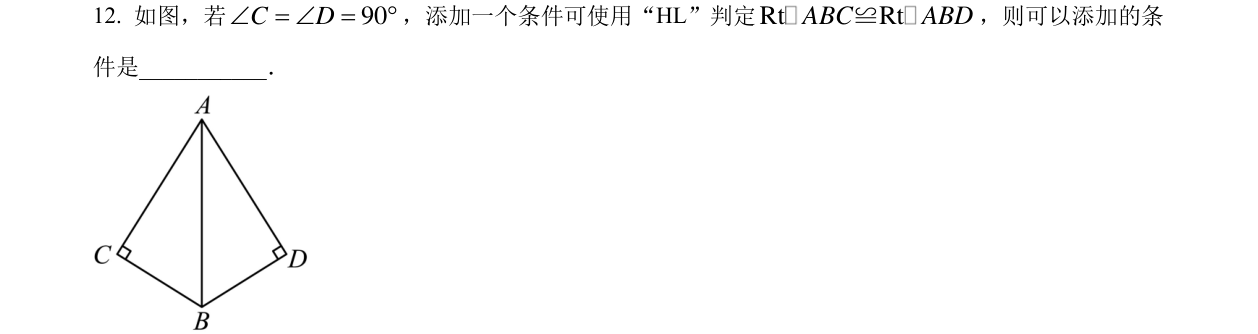 12. 如图，若∠C=∠D=90°，添加一个条件可使用“HL”判定Rt□ABC≌Rt□ABD，则可以添加的条
件是__________．
A
C
D
B